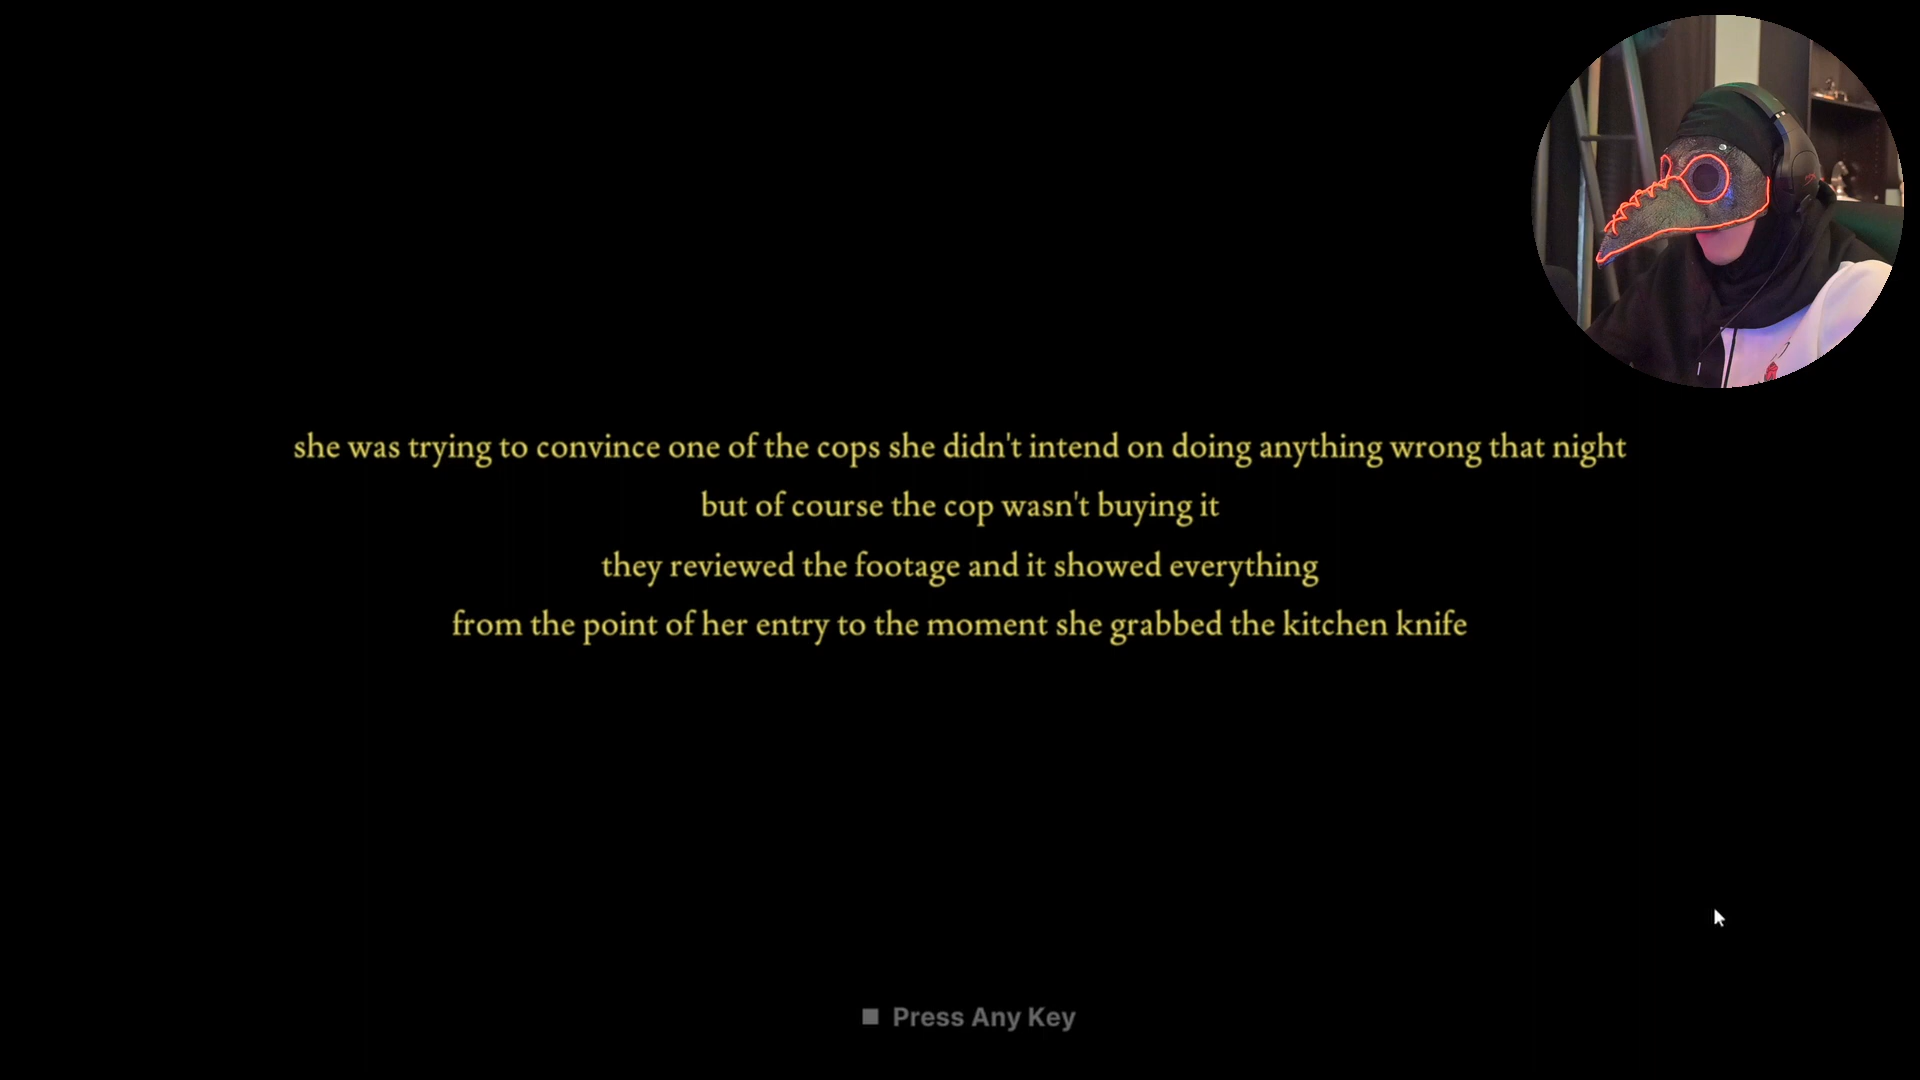 she was trying to convince one of the cops she didn't intend on doing anything wrong that night
but of course the cop wasn't buying it
they reviewed the footage and it showed everything
from the point of her entry to the moment she grabbed the kitchen knife
Press Any Key